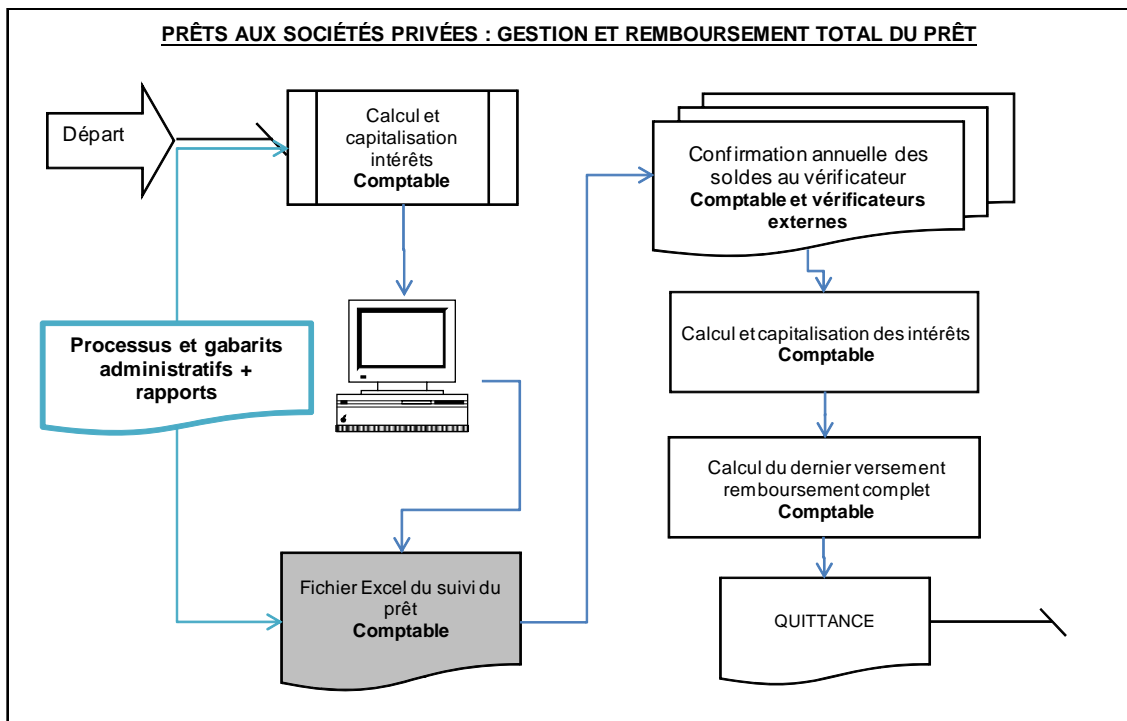 PRÊTS AUX SOCIÉTÉS PRIVÉES : GESTION ET REMBOURSEMENT TOTAL DU PRÊT
Départ
Calcul et
capitalisation
intérêts
Comptable
Processus et gabarits
administratifs +
rapports
Fichier Excel du suivi du
prêt
Comptable
Confirmation annuelle des
soldes au vérificateur
Comptable et vérificateurs
externes
Calcul et capitalisation des intérêts
Comptable
Calcul du dernier versement
remboursement complet
Comptable
QUITTANCE